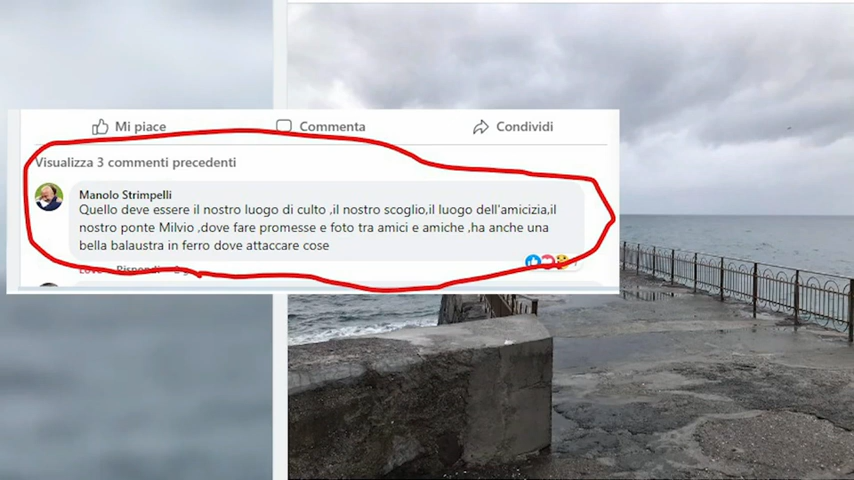 Mi piace
Commenta
Condividi
Visualizza 3 commenti precedenti
Manolo Strimpelli
Quello deve essere il nostro luogo di culto ,il nostro scoglio,il luogo dell'amicizia,il
nostro ponte Milvio ,dove fare promesse e foto tra amici e amiche ,ha anche una
bella balaustra in ferro dove attaccare cose
Rispondi